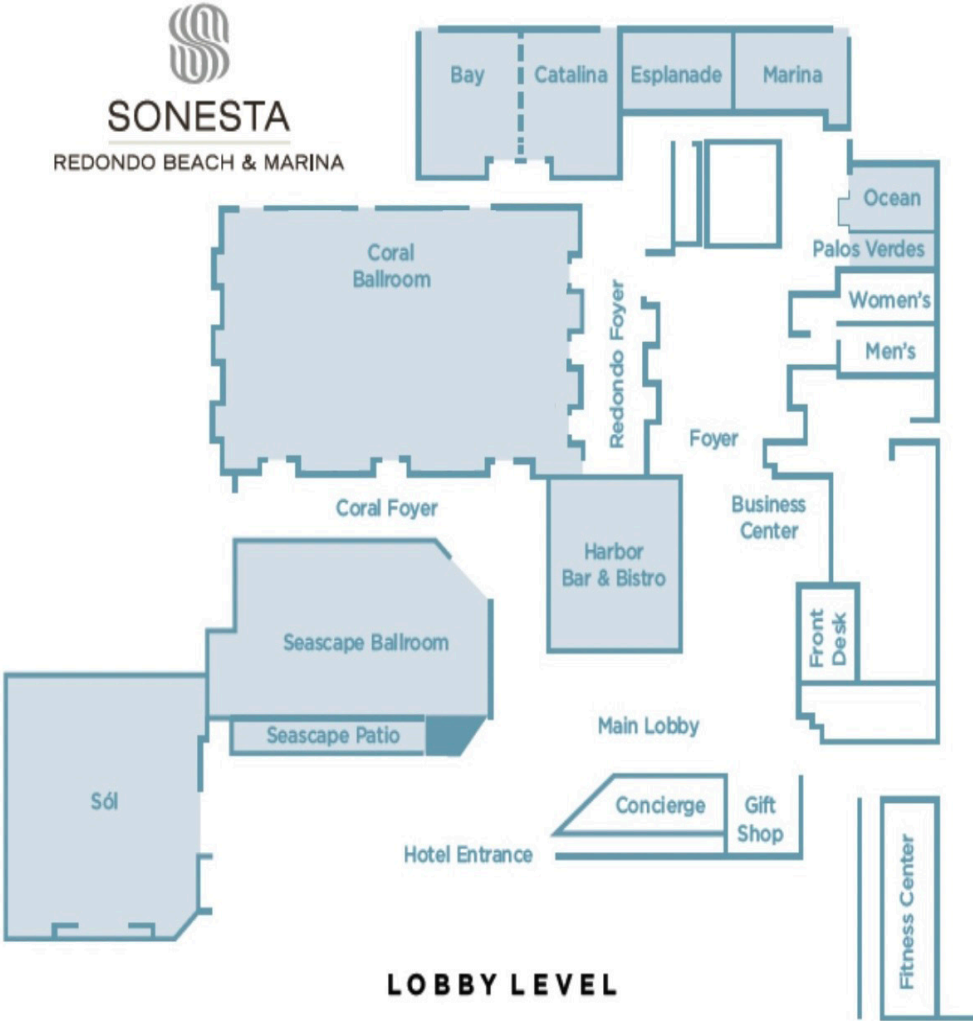 SONESTA
REDONDO BEACH & MARINA
Bay
Catalina
Esplanade
Marina
Ocean
Palos Verdes
Women's
Men's
Coral
Ballroom
Redondo Foyer
Foyer
Coral Foyer
Business
Center
Harbor
Bar & Bistro
Front
Desk
Seascape Ballroom
Seascape Patio
Main Lobby
Sól
Concierge
Gift
Shop
Hotel Entrance
Fitness Center
LOBBY LEVEL